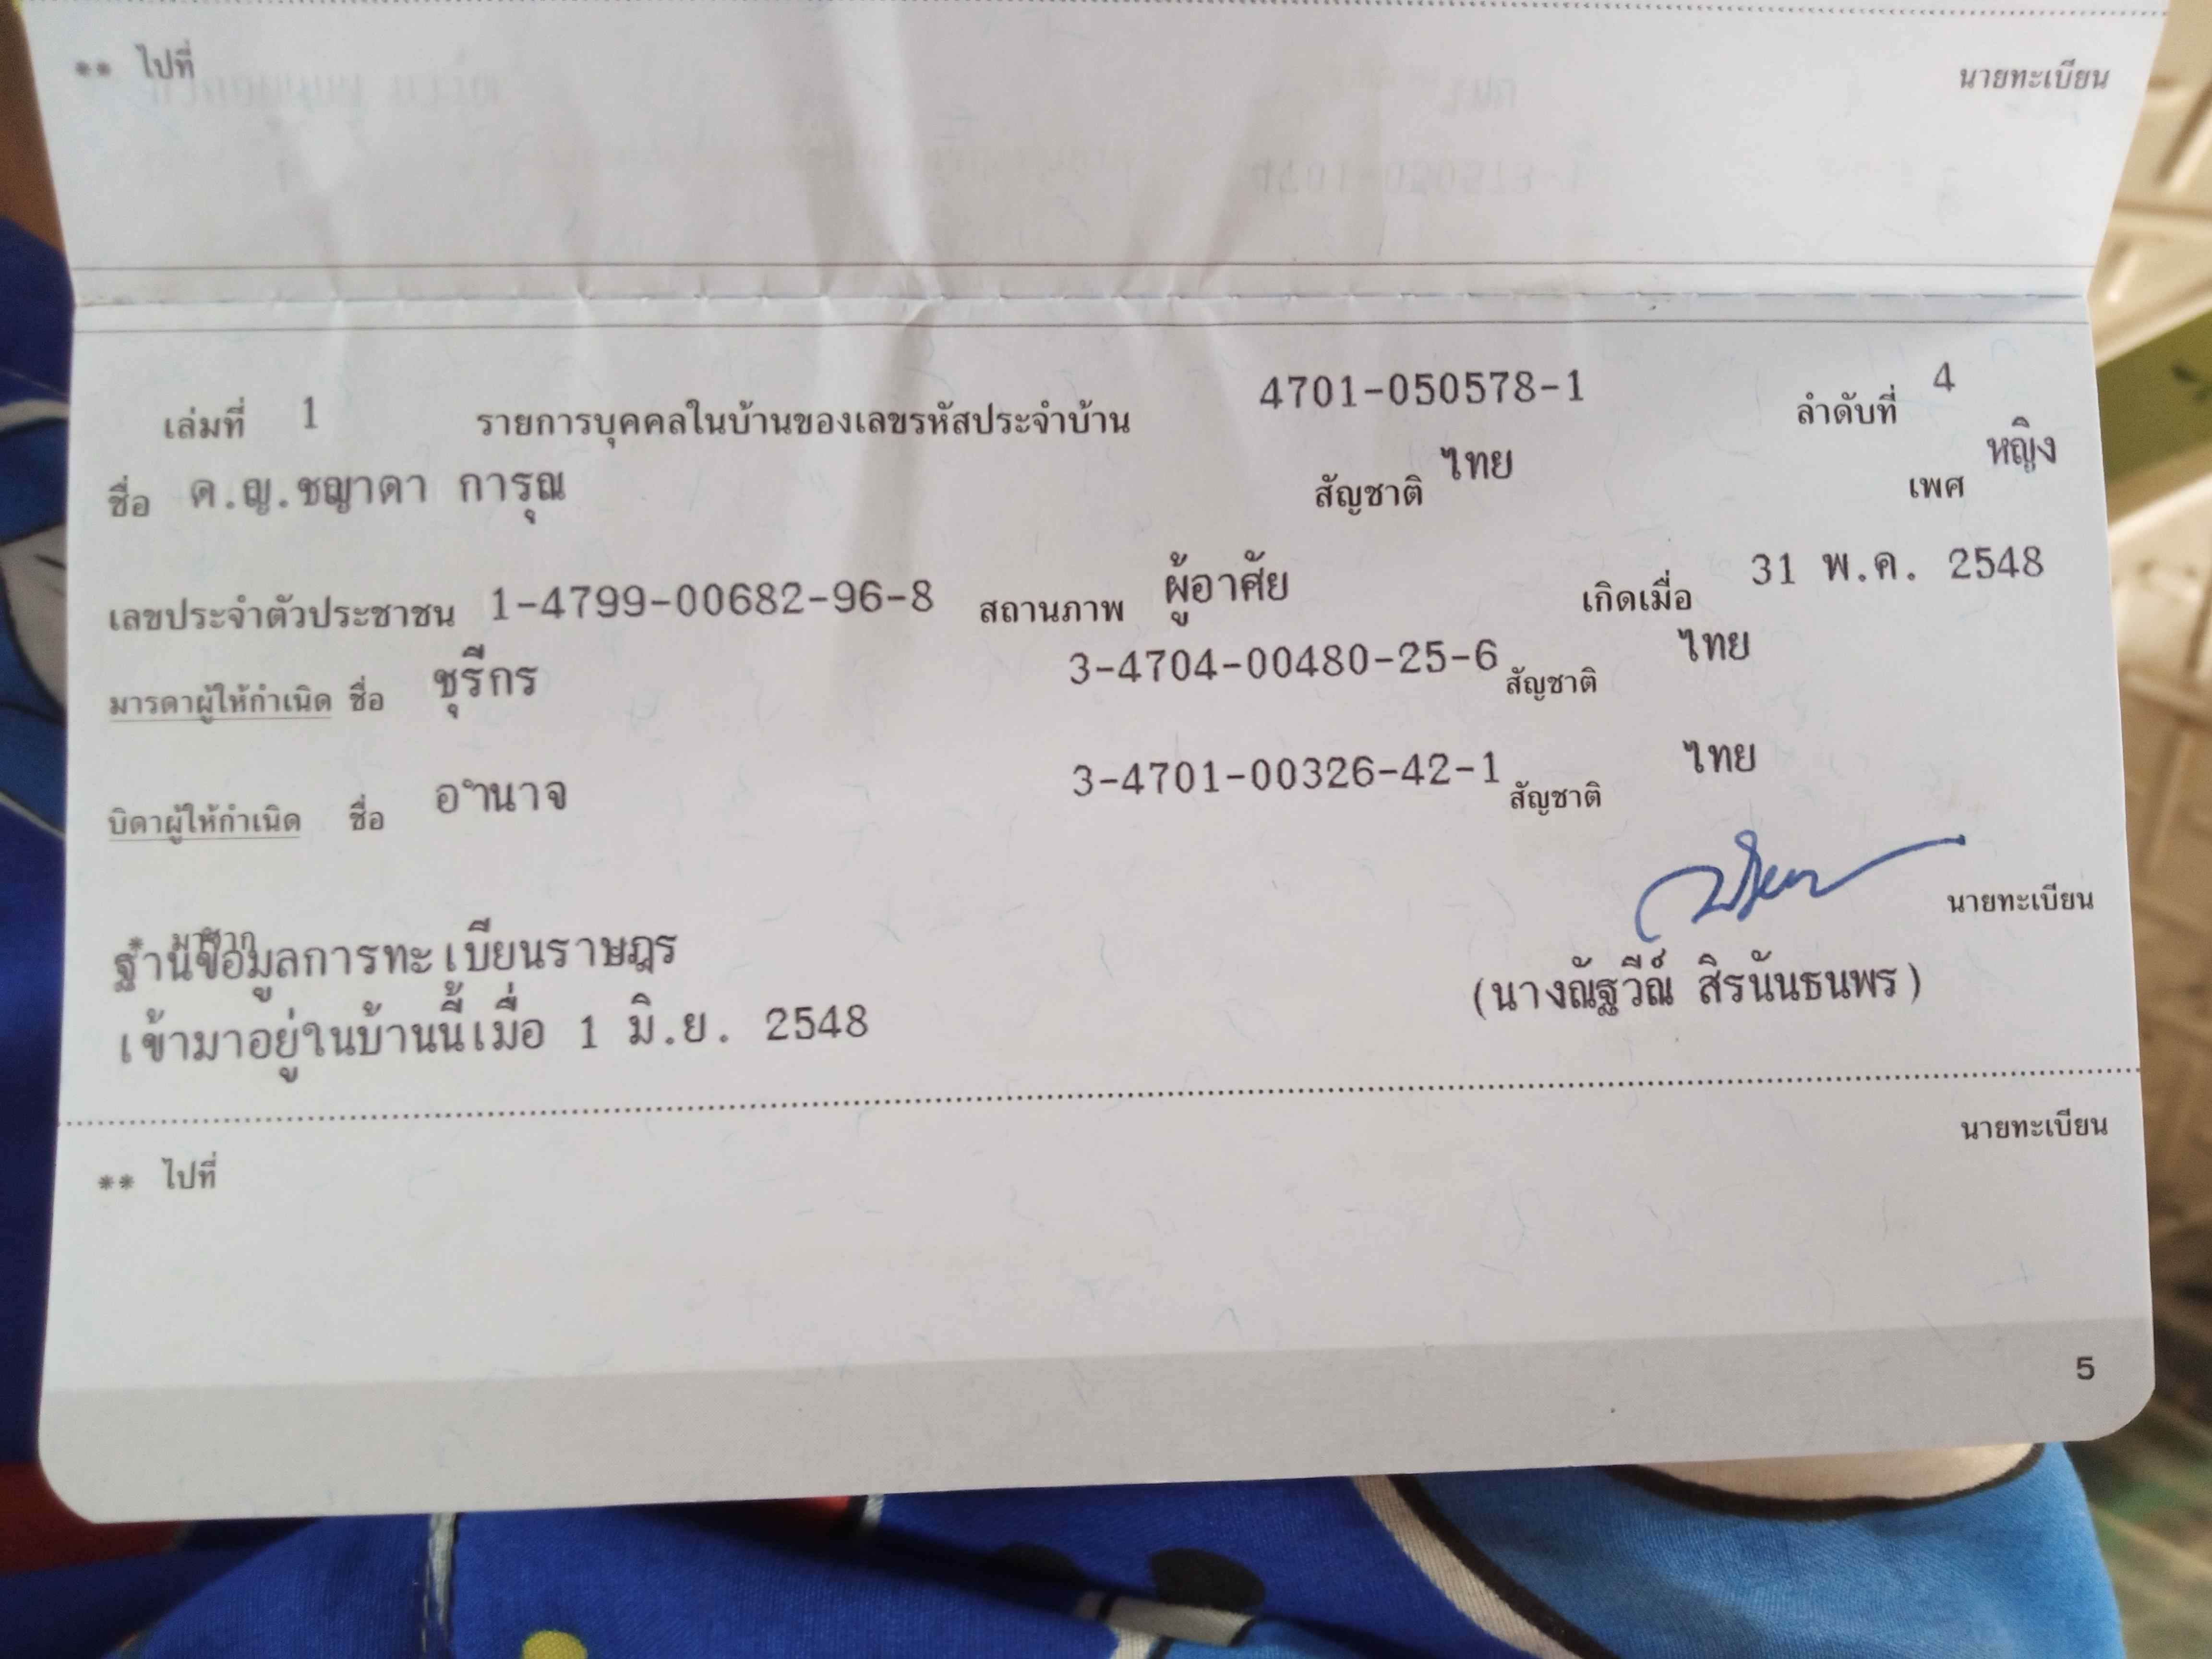 ** ไปที่ นายทะเบียน
เล่มที่ 1 รายการบุคคลในบ้านของเลขรหัสประจำบ้าน 4701-050578-1 ลำดับที่ 4
ชื่อ ด.ญ.ชญาดา การุณ สัญชาติ ไทย เพศ หญิง
เลขประจำตัวประชาชน 1-4799-00682-96-8 สถานภาพ ผู้อาศัย เกิดเมื่อ 31 พ.ค. 2548
มารดาผู้ให้กำเนิด ชื่อ ชุรีกร 3-4704-00480-25-6 สัญชาติ ไทย
บิดาผู้ให้กำเนิด ชื่อ อำนาจ 3-4701-00326-42-1 สัญชาติ ไทย
นายทะเบียน
* มาจาก
ฐานข้อมูลการทะเบียนราษฎร (นางณัฐวีณ์ สิรนันธนพร)
เข้ามาอยู่ในบ้านนี้เมื่อ 1 มิ.ย. 2548
นายทะเบียน
** ไปที่
5